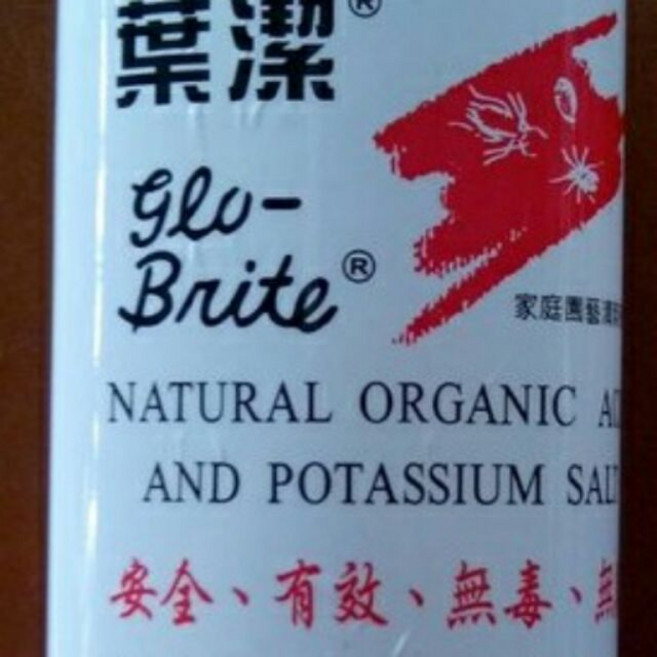 葉潔®
Glo-
Brite®
家庭園藝
NATURAL ORGANIC
AND POTASSIUM
安全、有效、無毒、